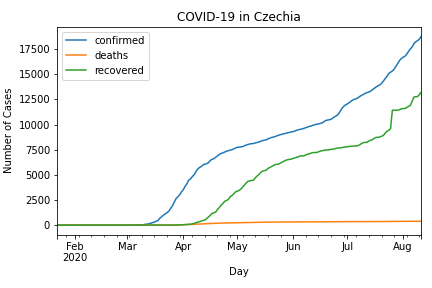 COVID-19 in Czechia
confirmed
deaths
recovered
Number of Cases
17500
15000
12500
10000
7500
5000
2500
0
Feb
2020
Mar
Apr
May
Jun
Jul
Aug
Day